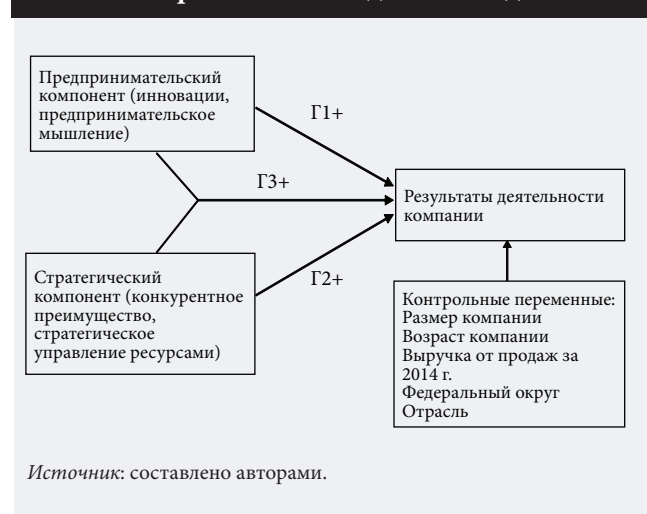 Предпринимательский
компонент (инновации,
предпринимательское
мышление)
Г1+
Г3+
Результаты деятельности
компании
Стратегический
компонент (конкурентное
преимущество,
стратегическое
управление ресурсами)
Г2+
Контрольные переменные:
Размер компании
Возраст компании
Выручка от продаж за
2014 г.
Федеральный округ
Отрасль
Источник: составлено авторами.